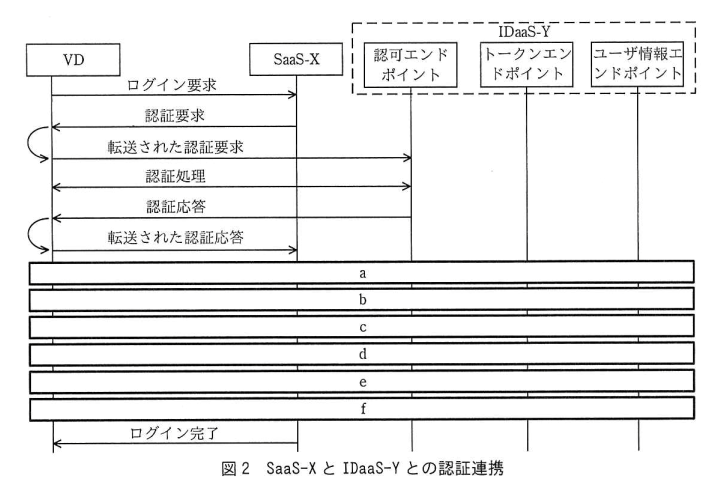 IDaaS-Y
VD
SaaS-X
認可エンド
ポイント
トークンエン
ドポイント
ユーザ情報エ
ンドポイント
ログイン要求
認証要求
転送された認証要求
認証処理
認証応答
転送された認証応答
a
b
c
d
e
f
ログイン完了
図2 SaaS-X と IDaaS-Y との認証連携